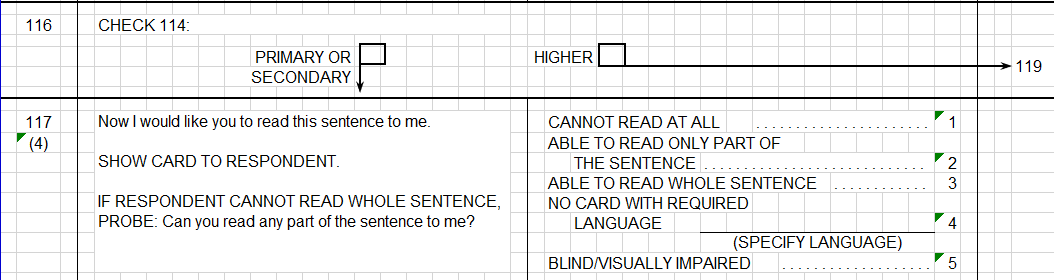 116 CHECK 114:
PRIMARY OR HIGHER
SECONDARY 119
117 Now I would like you to read this sentence to me. CANNOT READ AT ALL . . . . . . . . . . . . . . . . . . . . . . 1
(4) ABLE TO READ ONLY PART OF
SHOW CARD TO RESPONDENT. THE SENTENCE . . . . . . . . . . . . . . . . . . . . . . . . . . . . 2
ABLE TO READ WHOLE SENTENCE . . . . . . . . . . . . 3
IF RESPONDENT CANNOT READ WHOLE SENTENCE, NO CARD WITH REQUIRED
PROBE: Can you read any part of the sentence to me? LANGUAGE 4
(SPECIFY LANGUAGE)
BLIND/VISUALLY IMPAIRED . . . . . . . . . . . . . . . . . . . 5